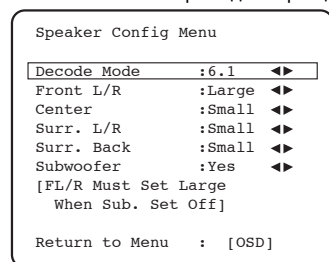 Speaker Config Menu
Decode Mode :6.1 ◄►
Front L/R :Large ◄►
Center :Small ◄►
Surr. L/R :Small ◄►
Surr. Back :Small ◄►
Subwoofer :Yes ◄►
[FL/R Must Set Large
When Sub. Set Off]
Return to Menu : [OSD]